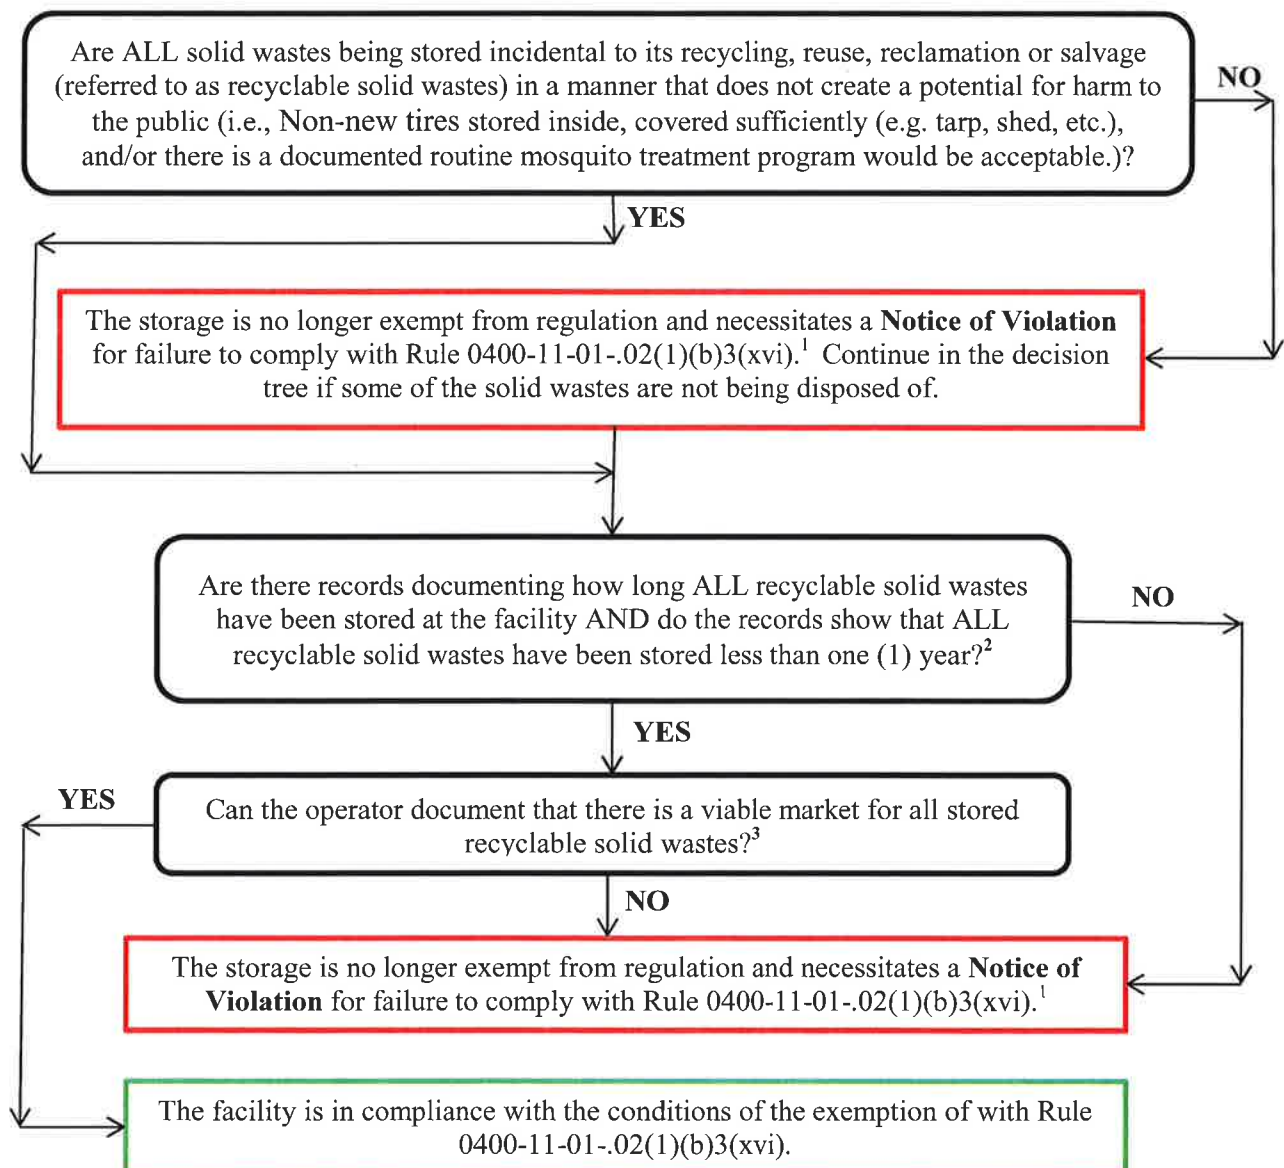 Are ALL solid wastes being stored incidental to its recycling, reuse, reclamation or salvage
(referred to as recyclable solid wastes) in a manner that does not create a potential for harm to
the public (i.e., Non-new tires stored inside, covered sufficiently (e.g. tarp, shed, etc.),
and/or there is a documented routine mosquito treatment program would be acceptable.)?
NO
YES
The storage is no longer exempt from regulation and necessitates a Notice of Violation
for failure to comply with Rule 0400-11-01-.02(1)(b)3(xvi).1 Continue in the decision
tree if some of the solid wastes are not being disposed of.
Are there records documenting how long ALL recyclable solid wastes
have been stored at the facility AND do the records show that ALL
recyclable solid wastes have been stored less than one (1) year?2
NO
YES
YES
Can the operator document that there is a viable market for all stored
recyclable solid wastes?3
NO
The storage is no longer exempt from regulation and necessitates a Notice of
Violation for failure to comply with Rule 0400-11-01-.02(1)(b)3(xvi).1
The facility is in compliance with the conditions of the exemption of with Rule
0400-11-01-.02(1)(b)3(xvi).